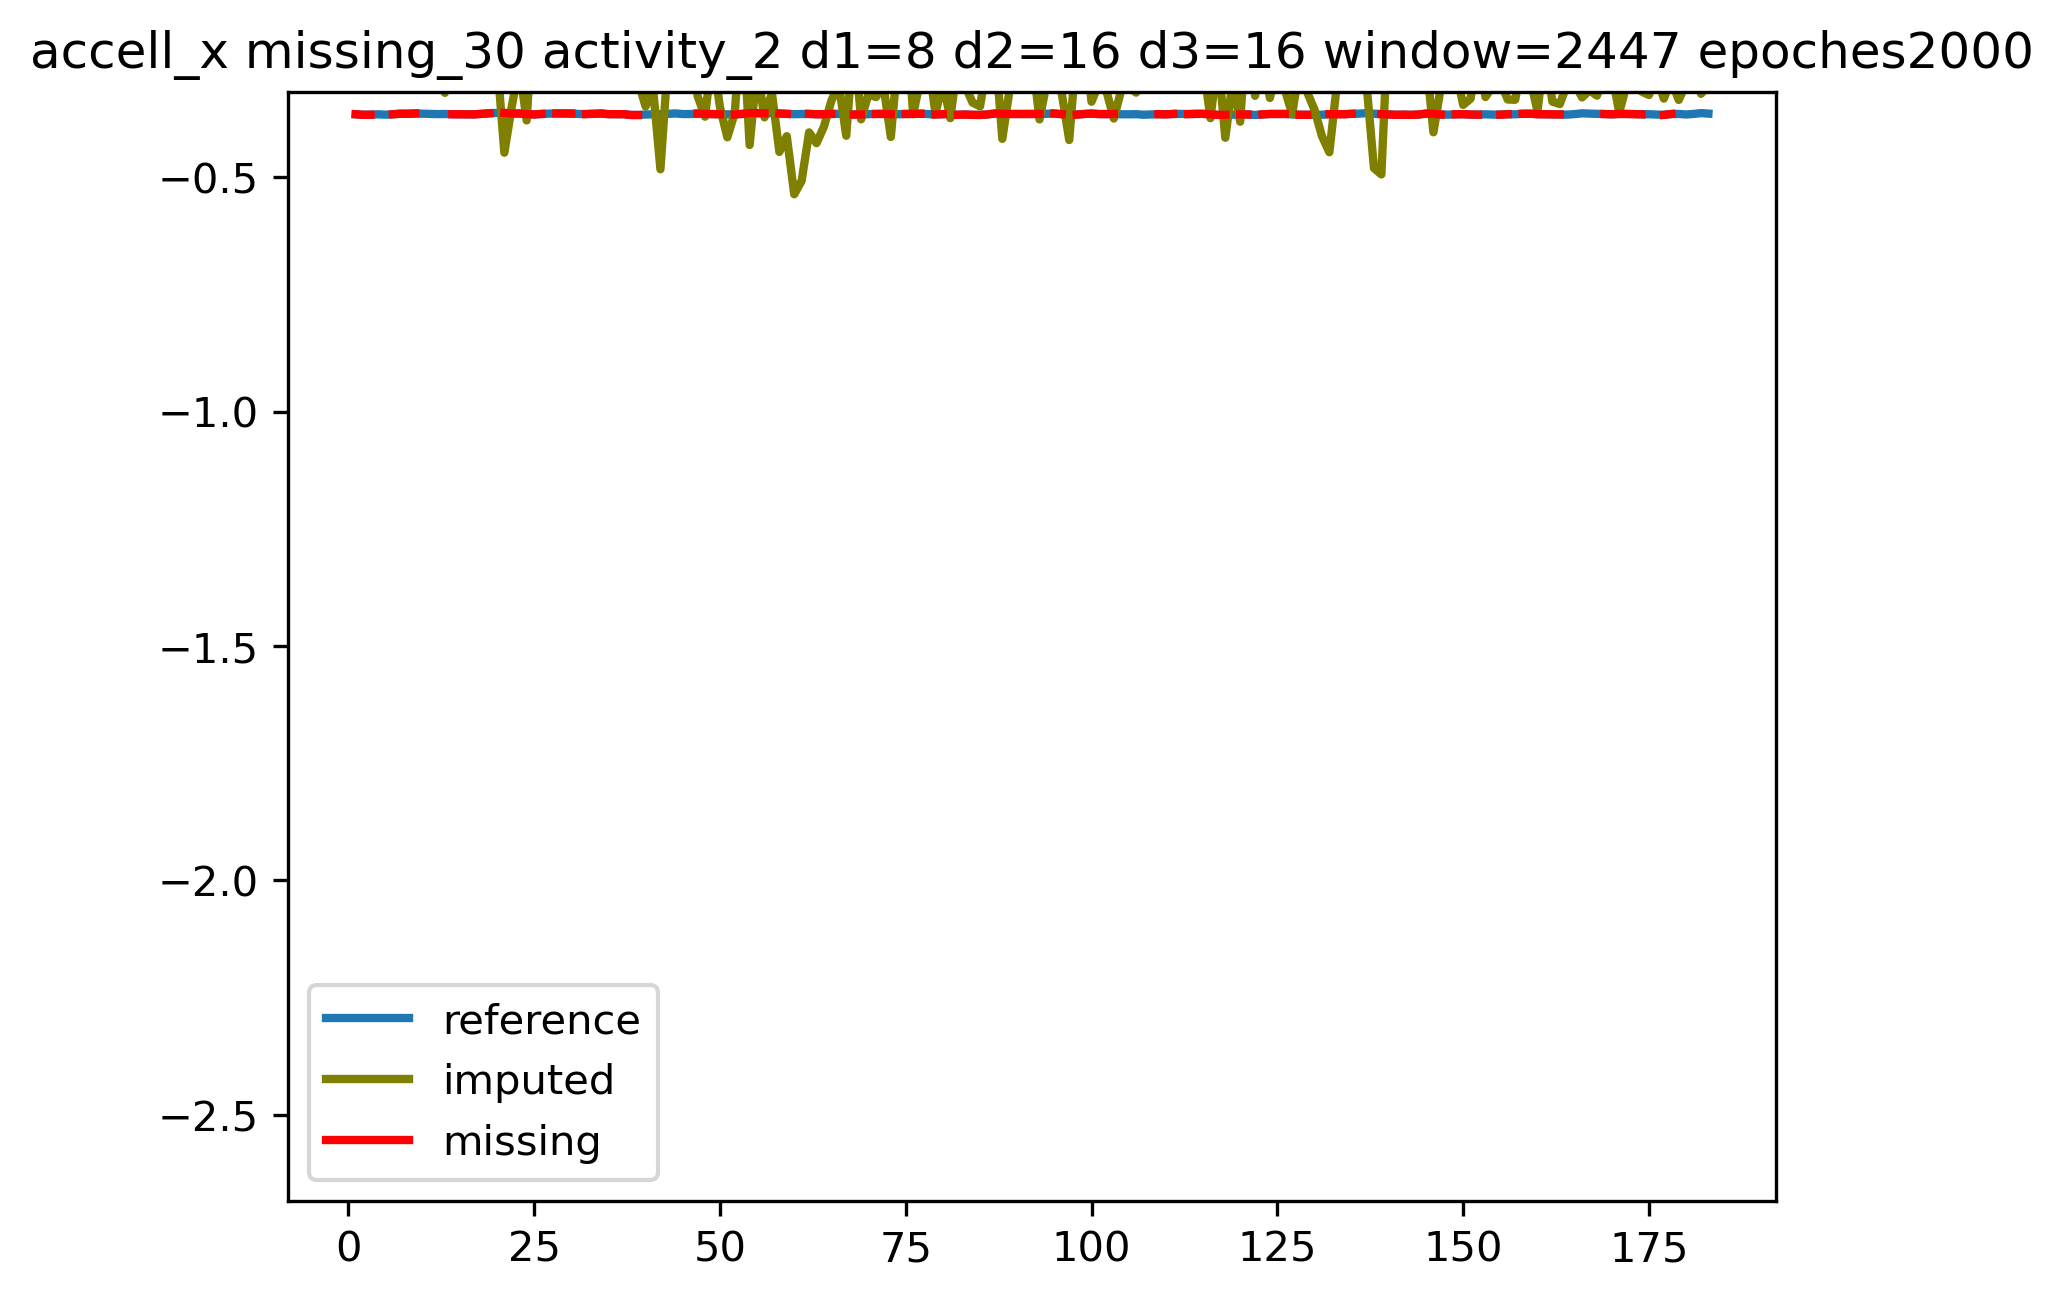 accell_x missing_30 activity_2 d1=8 d2=16 d3=16 window=2447 epoches2000
−0.5
−1.0
−1.5
−2.0
−2.5
reference
imputed
missing
0 25 50 75 100 125 150 175